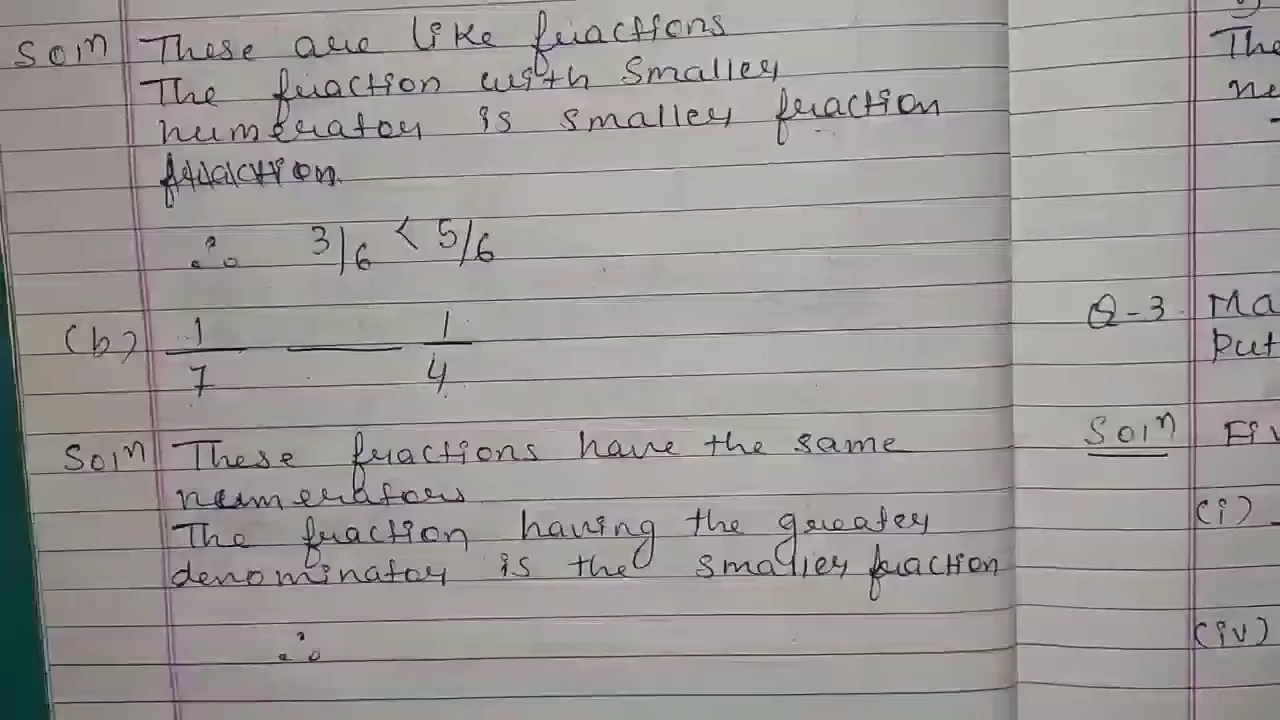 Soln These are like fractions
The fraction with smaller
numerator is smaller fraction
fraction.
∴ 3/6 < 5/6
(b) 1/7 ___ 1/4
Soln These fractions have the same
numerators
The fraction having the greater
denominator is the smaller fraction
∴
The
ne
Q-3. Ma
Put
Soln Fiv
(i)
(iv)